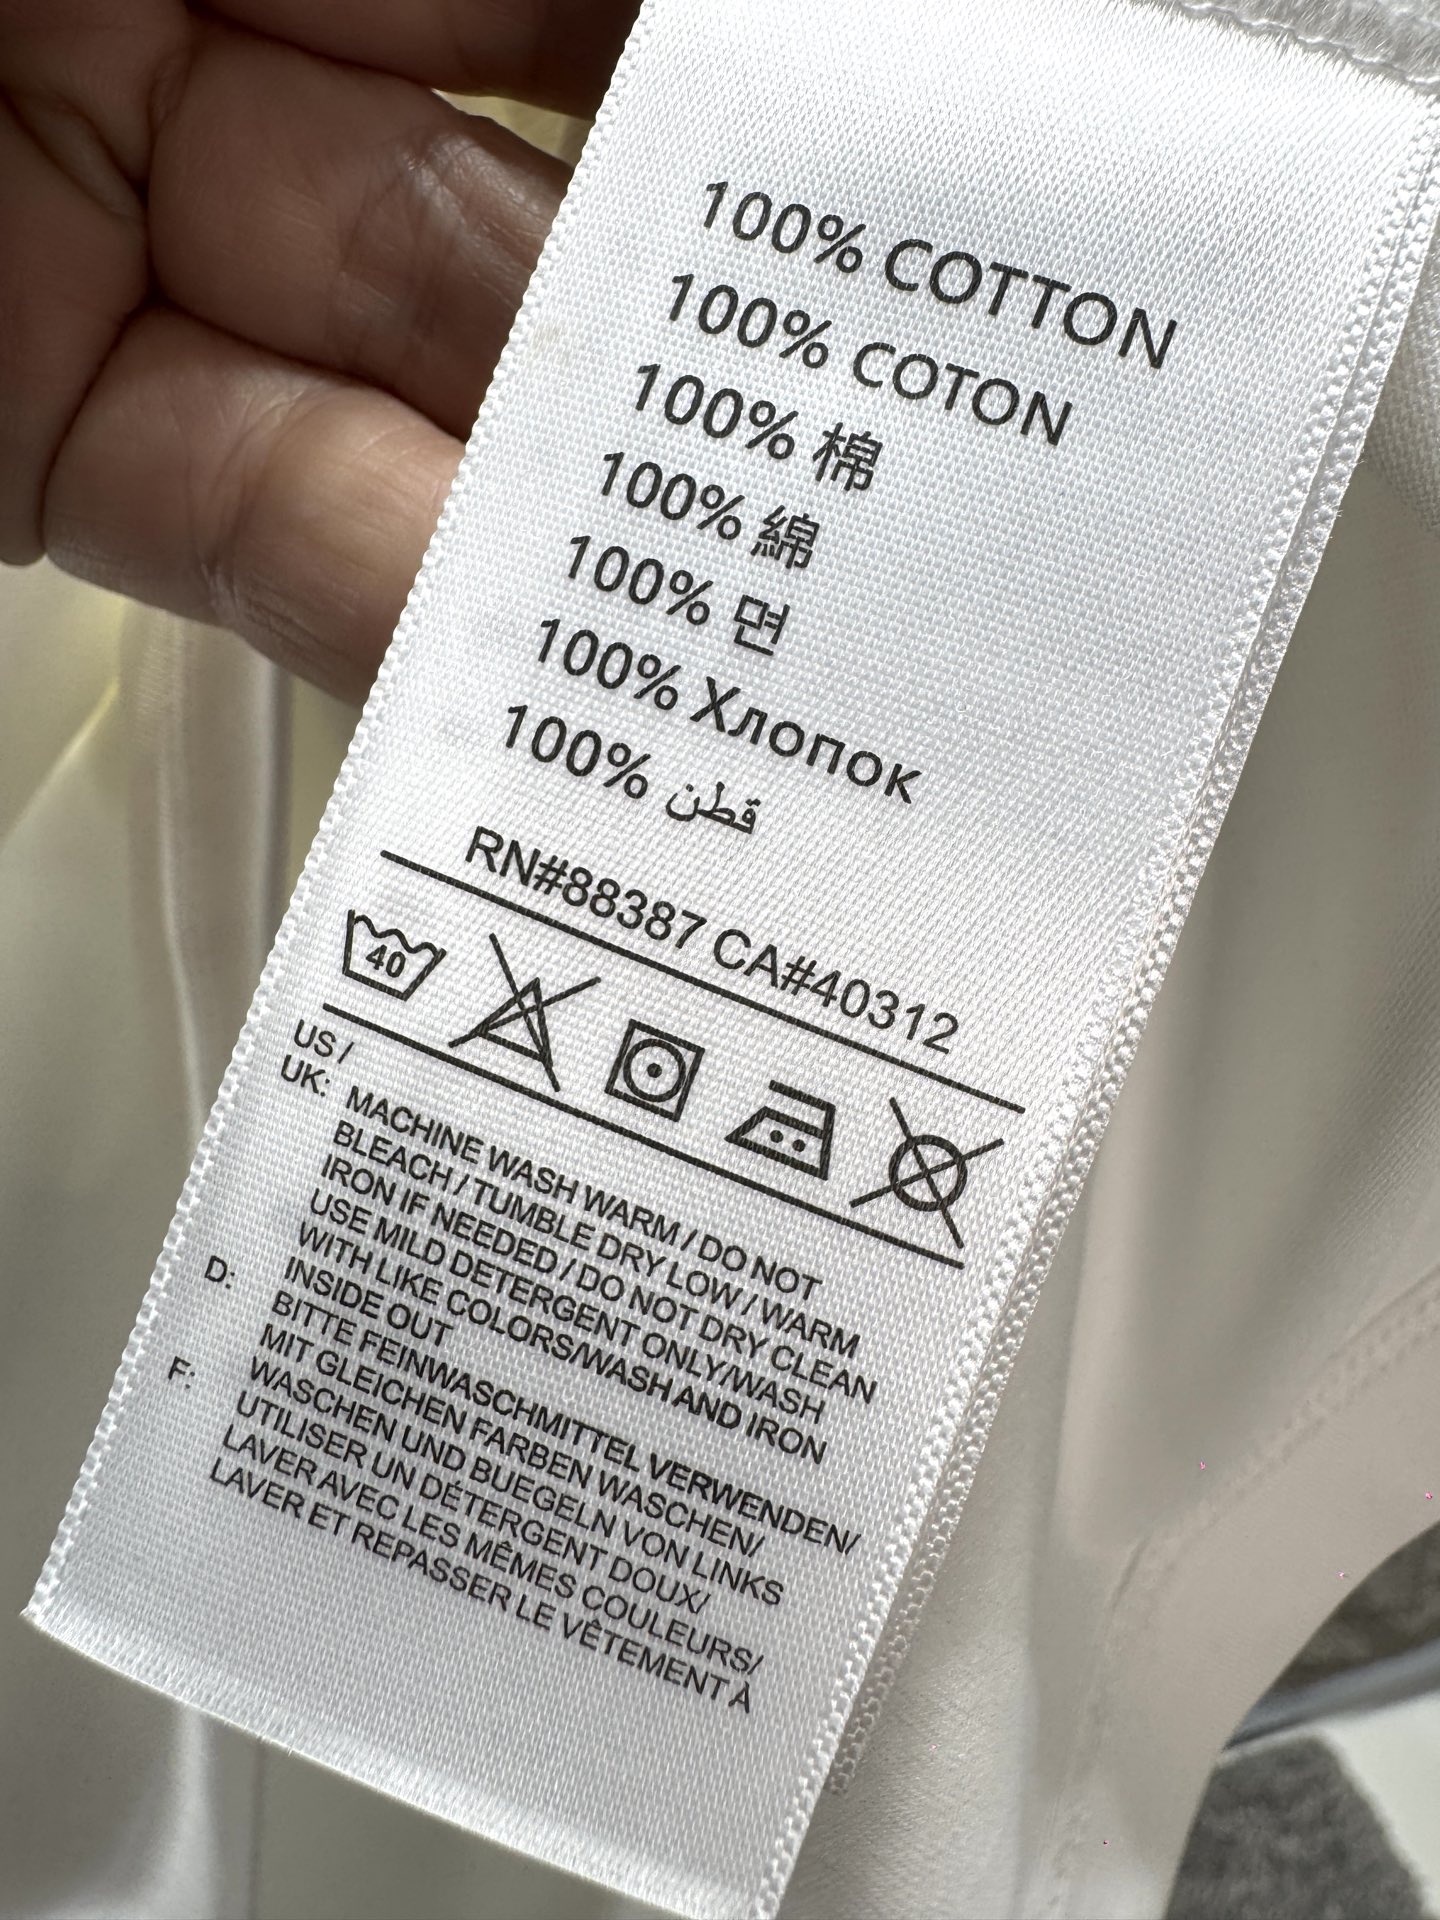 100% COTTON
100% COTON
100% 棉
100% 綿
100% 면
100% Хлопок
100% قطن
RN#88387 CA#40312
40
US /
UK: MACHINE WASH WARM / DO NOT
BLEACH / TUMBLE DRY LOW / WARM
IRON IF NEEDED / DO NOT DRY CLEAN
USE MILD DETERGENT ONLY/WASH
WITH LIKE COLORS/WASH AND IRON
INSIDE OUT
D: BITTE FEINWASCHMITTEL VERWENDEN/
MIT GLEICHEN FARBEN WASCHEN/
WASCHEN UND BUEGELN VON LINKS
F: UTILISER UN DÉTERGENT DOUX/
LAVER AVEC LES MÊMES COULEURS/
LAVER ET REPASSER LE VÊTEMENT À